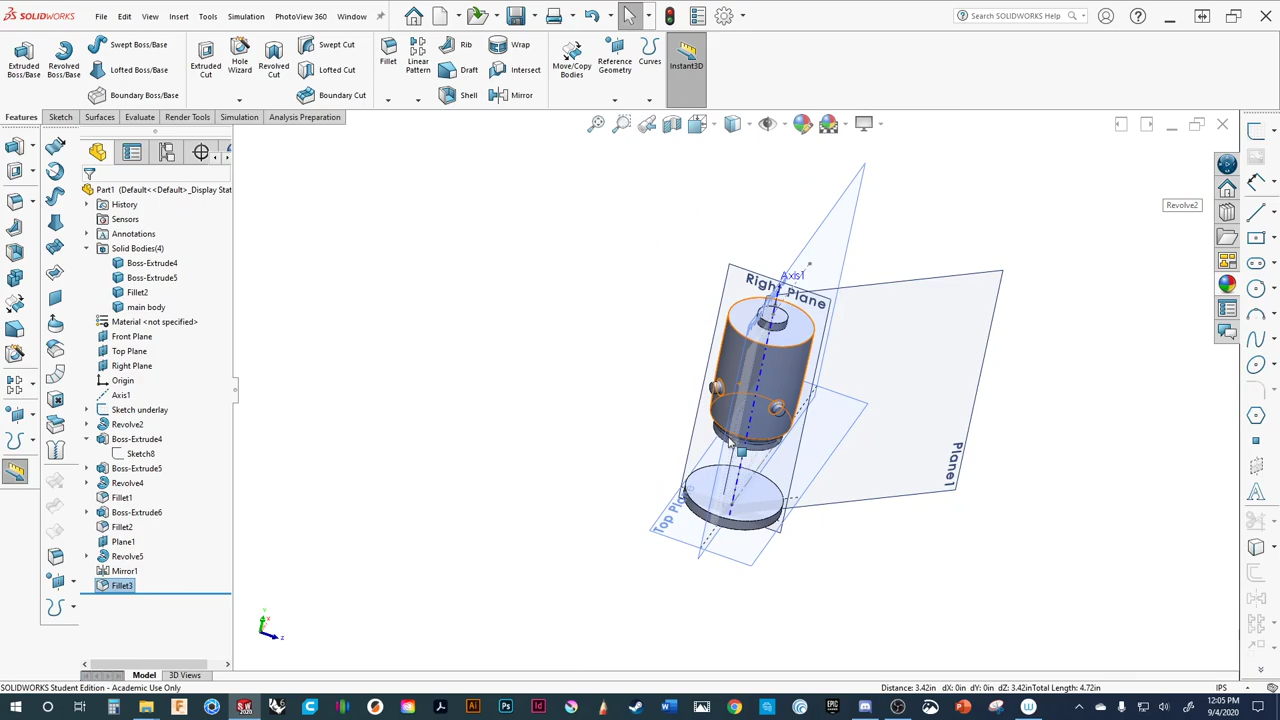 SOLIDWORKS File Edit View Insert Tools Simulation PhotoView 360 Window Search SOLIDWORKS Help
Extruded Boss/Base
Revolved Boss/Base
Swept Boss/Base
Lofted Boss/Base
Boundary Boss/Base
Extruded Cut
Hole Wizard
Revolved Cut
Swept Cut
Lofted Cut
Boundary Cut
Fillet
Linear Pattern
Rib
Draft
Shell
Wrap
Intersect
Mirror
Move/Copy Bodies
Reference Geometry
Curves
Instant3D
Features Sketch Surfaces Evaluate Render Tools Simulation Analysis Preparation
Part1 (Default<<Default>_Display Stat
History
Sensors
Annotations
Solid Bodies(4)
Boss-Extrude4
Boss-Extrude5
Fillet2
main body
Material <not specified>
Front Plane
Top Plane
Right Plane
Origin
Axis1
Sketch underlay
Revolve2
Boss-Extrude4
Sketch8
Boss-Extrude5
Revolve4
Fillet1
Boss-Extrude6
Fillet2
Plane1
Revolve5
Mirror1
Fillet3
Revolve2
Axis1
Right Plane
Plane1
Top Plane
Y
X
Z
Model 3D Views
SOLIDWORKS Student Edition - Academic Use Only
Distance: 3.42in dX: 0in dY: 0in dZ: 3.42inTotal Length: 4.72in
IPS
12:05 PM
9/4/2020